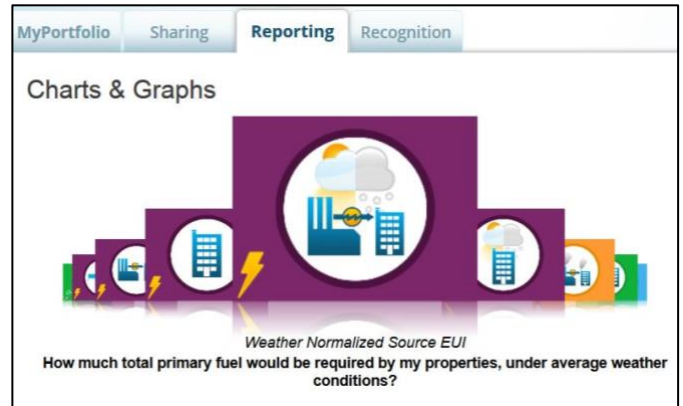 MyPortfolio Sharing Reporting Recognition
Charts & Graphs
Weather Normalized Source EUI
How much total primary fuel would be required by my properties, under average weather
conditions?